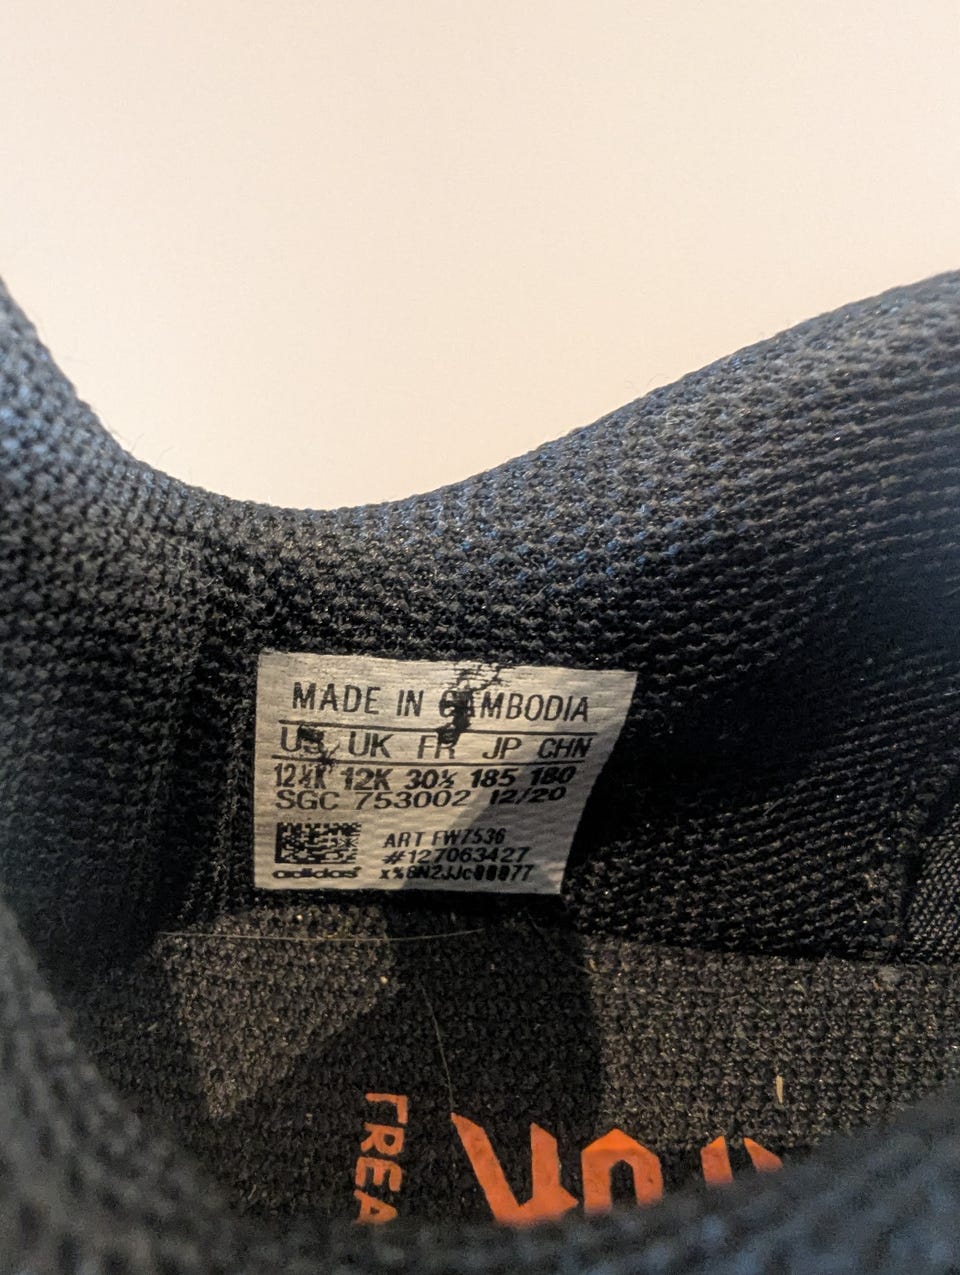 MADE IN CAMBODIA
US UK FR JP CHN
12½K 12K 30½ 185 180
SGC 753002 12/20
ART FW7536
#127063427
adidas
FREA